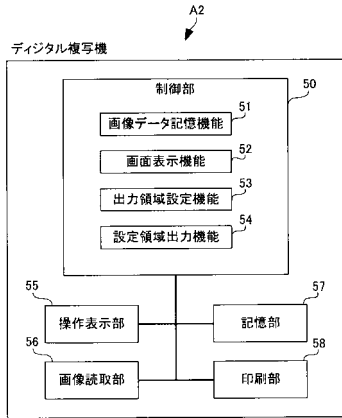 A2
ディジタル複写機
制御部
50
画像データ記憶機能
51
画面表示機能
52
出力領域設定機能
53
設定領域出力機能
54
55
操作表示部
57
記憶部
56
画像読取部
58
印刷部